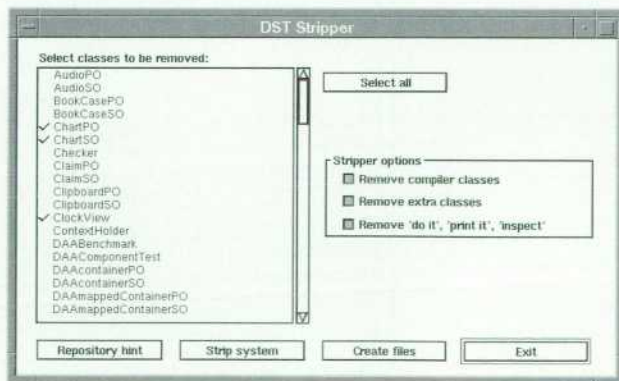 DST Stripper
Select classes to be removed:
AudioPO
AudioSO
BookCasePO
BookCaseSO
ChartPO
ChartSO
Checker
ClaimPO
ClaimSO
ClipboardPO
ClipboardSO
ClockView
ContextHolder
DAABenchmark
DAAComponentTest
DAAcontainerPO
DAAcontainerSO
DAAmappedContainerPO
DAAmappedContainerSO
Select all
Stripper options
Remove compiler classes
Remove extra classes
Remove 'do it', 'print it', 'inspect'
Repository hint
Strip system
Create files
Exit